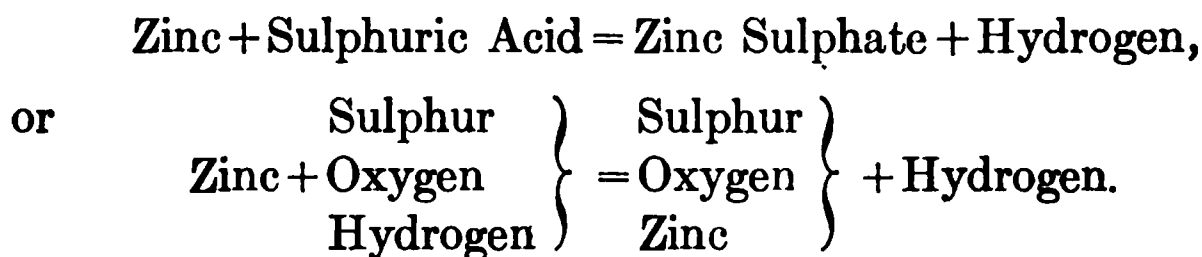 Zinc+Sulphuric Acid=Zinc Sulphate+Hydrogen,
or Sulphur } Sulphur }
Zinc+Oxygen } =Oxygen } +Hydrogen.
Hydrogen } Zinc }